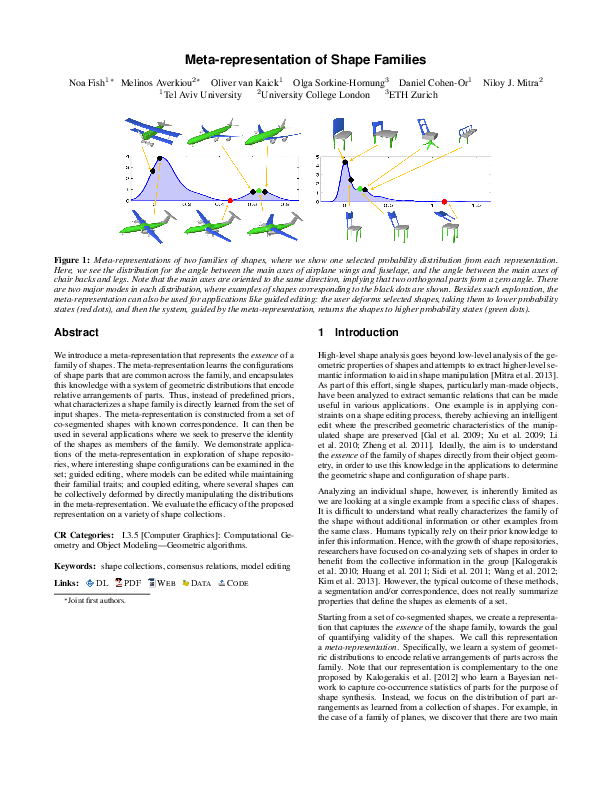 Meta-representation of Shape Families
Noa Fish1∗ Melinos Averkiou2∗ Oliver van Kaick1 Olga Sorkine-Hornung3 Daniel Cohen-Or1 Niloy J. Mitra2
1Tel Aviv University 2University College London 3ETH Zurich
Figure 1: Meta-representations of two families of shapes, where we show one selected probability distribution from each representation.
Here, we see the distribution for the angle between the main axes of airplane wings and fuselage, and the angle between the main axes of
chair backs and legs. Note that the main axes are oriented to the same direction, implying that two orthogonal parts form a zero angle. There
are two major modes in each distribution, where examples of shapes corresponding to the black dots are shown. Besides such exploration, the
meta-representation can also be used for applications like guided editing: the user deforms selected shapes, taking them to lower probability
states (red dots), and then the system, guided by the meta-representation, returns the shapes to higher probability states (green dots).
Abstract
We introduce a meta-representation that represents the essence of a
family of shapes. The meta-representation learns the configurations
of shape parts that are common across the family, and encapsulates
this knowledge with a system of geometric distributions that encode
relative arrangements of parts. Thus, instead of predefined priors,
what characterizes a shape family is directly learned from the set of
input shapes. The meta-representation is constructed from a set of
co-segmented shapes with known correspondence. It can then be
used in several applications where we seek to preserve the identity
of the shapes as members of the family. We demonstrate applica-
tions of the meta-representation in exploration of shape reposito-
ries, where interesting shape configurations can be examined in the
set; guided editing, where models can be edited while maintaining
their familial traits; and coupled editing, where several shapes can
be collectively deformed by directly manipulating the distributions
in the meta-representation. We evaluate the efficacy of the proposed
representation on a variety of shape collections.
CR Categories: I.3.5 [Computer Graphics]: Computational Ge-
ometry and Object Modeling—Geometric algorithms.
Keywords: shape collections, consensus relations, model editing
Links: DL PDF WEB DATA CODE
∗Joint first authors.
1 Introduction
High-level shape analysis goes beyond low-level analysis of the ge-
ometric properties of shapes and attempts to extract higher-level se-
mantic information to aid in shape manipulation [Mitra et al. 2013].
As part of this effort, single shapes, particularly man-made objects,
have been analyzed to extract semantic relations that can be made
useful in various applications. One example is in applying con-
straints on a shape editing process, thereby achieving an intelligent
edit where the prescribed geometric characteristics of the manip-
ulated shape are preserved [Gal et al. 2009; Xu et al. 2009; Li
et al. 2010; Zheng et al. 2011]. Ideally, the aim is to understand
the essence of the family of shapes directly from their object geom-
etry, in order to use this knowledge in the applications to determine
the geometric shape and configuration of shape parts.
Analyzing an individual shape, however, is inherently limited as
we are looking at a single example from a specific class of shapes.
It is difficult to understand what really characterizes the family of
the shape without additional information or other examples from
the same class. Humans typically rely on their prior knowledge to
infer this information. Hence, with the growth of shape repositories,
researchers have focused on co-analyzing sets of shapes in order to
benefit from the collective information in the group [Kalogerakis
et al. 2010; Huang et al. 2011; Sidi et al. 2011; Wang et al. 2012;
Kim et al. 2013]. However, the typical outcome of these methods,
a segmentation and/or correspondence, does not really summarize
properties that define the shapes as elements of a set.
Starting from a set of co-segmented shapes, we create a representa-
tion that captures the essence of the shape family, towards the goal
of quantifying validity of the shapes. We call this representation
a meta-representation. Specifically, we learn a system of geomet-
ric distributions to encode relative arrangements of parts across the
family. Note that our representation is complementary to the one
proposed by Kalogerakis et al. [2012] who learn a Bayesian net-
work to capture co-occurrence statistics of parts for the purpose of
shape synthesis. Instead, we focus on the distribution of part ar-
rangements as learned from a collection of shapes. For example, in
the case of a family of planes, we discover that there are two main